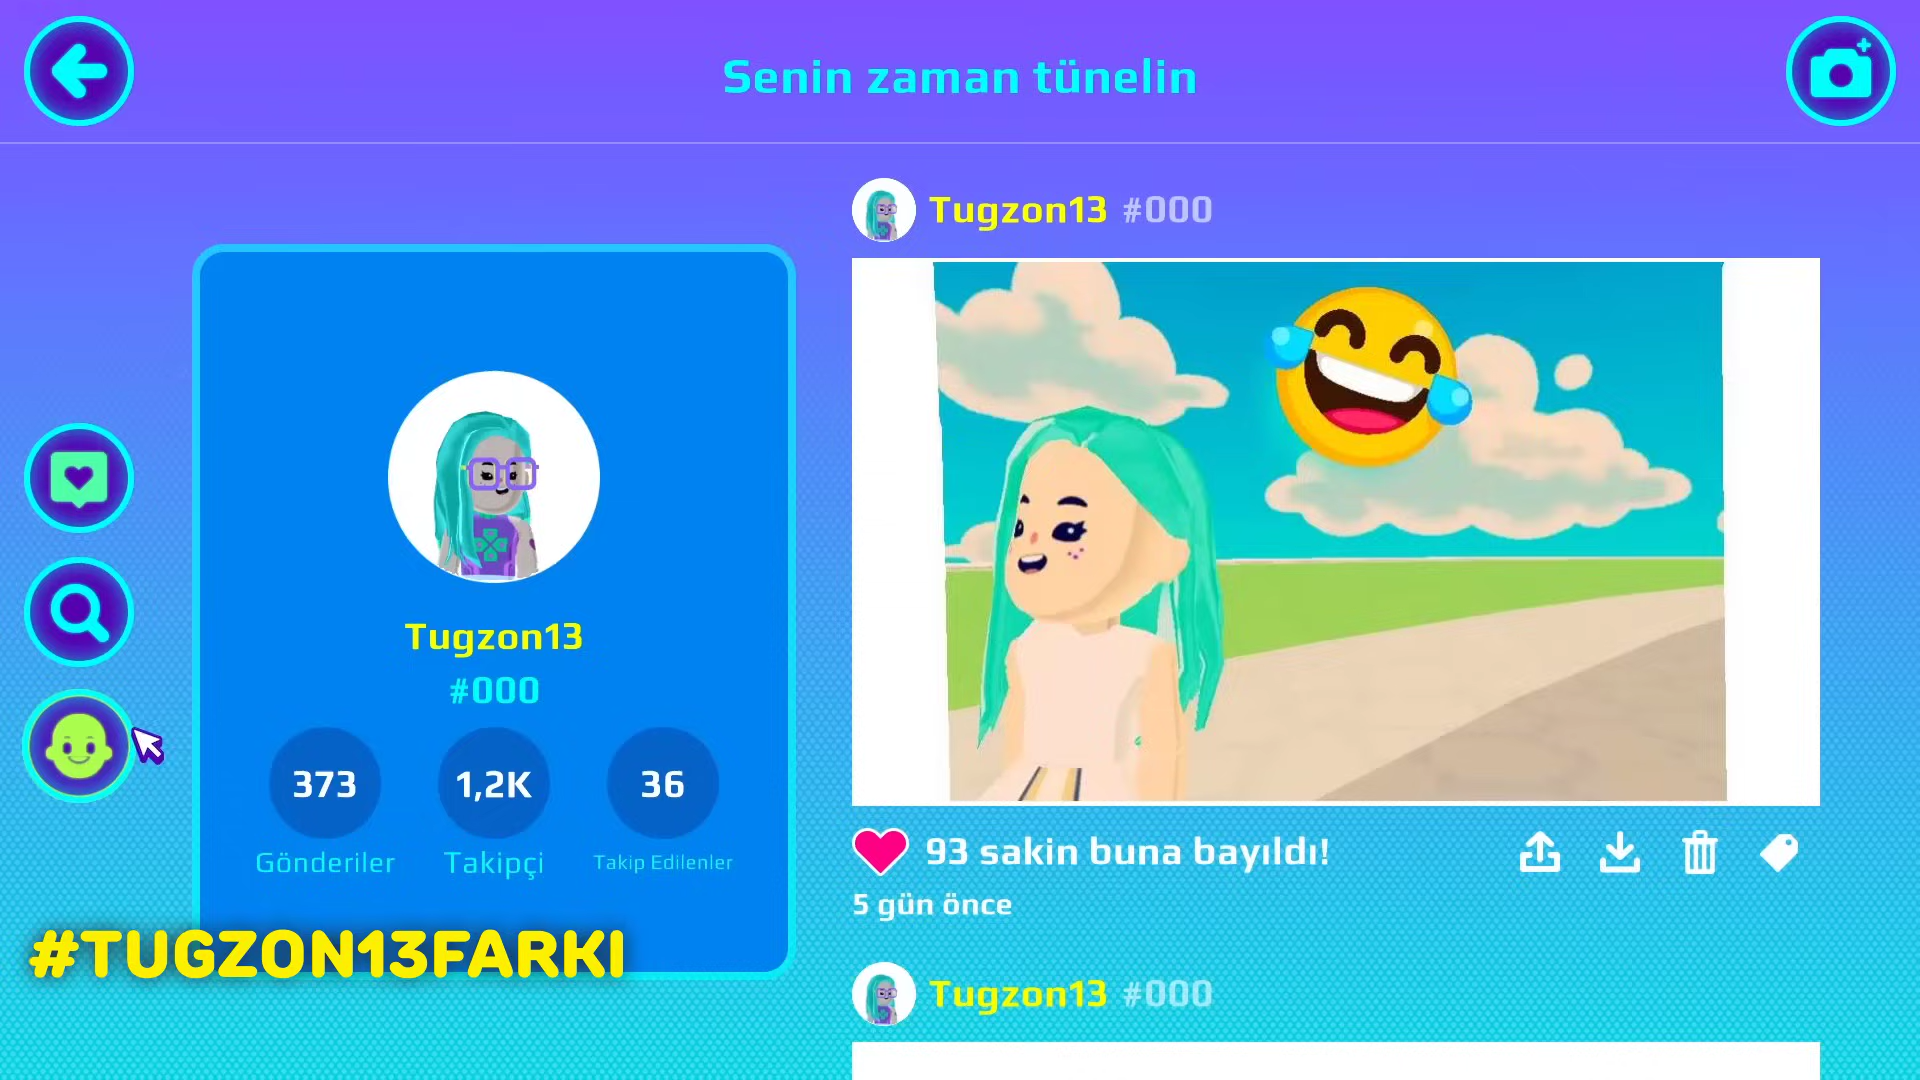 Senin zaman tünelin
Tugzon13
#000
373
1,2K
36
Gönderiler
Takipçi
Takip Edilenler
#TUGZON13FARKI
Tugzon13 #000
93 sakin buna bayıldı!
5 gün önce
Tugzon13 #000